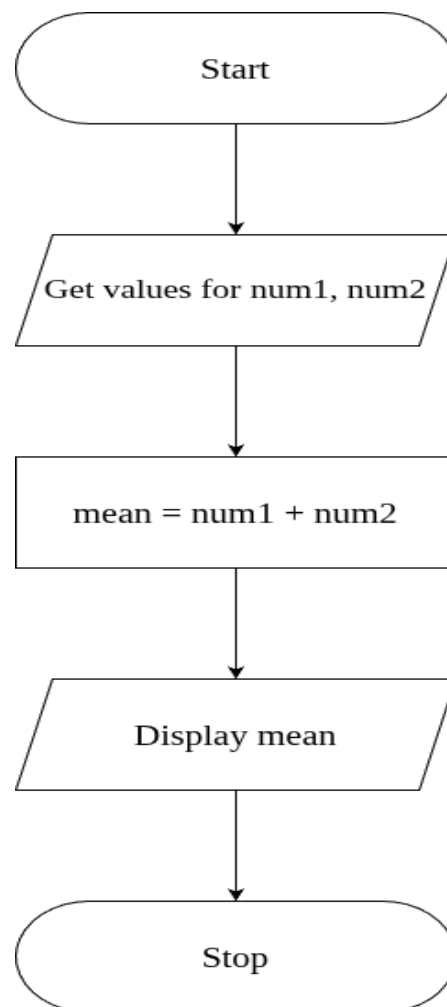 Start
Get values for num1, num2
mean = num1 + num2
Display mean
Stop